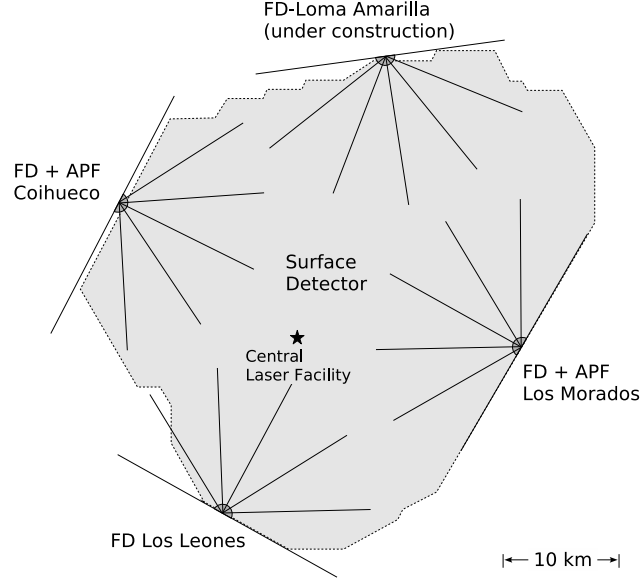 FD-Loma Amarilla
(under construction)
FD + APF
Coihueco
Surface
Detector
Central
Laser Facility
FD + APF
Los Morados
FD Los Leones
10 km